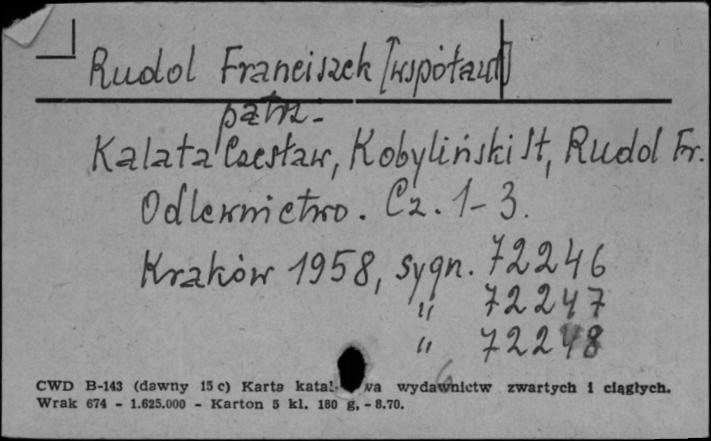 Rudol Franciszek [współaut]
patrz.
Kalata Czesław, Kobyliński St, Rudol Fr.
Odlewnictwo. Cz. 1-3.
Kraków 1958, sygn. 72246
" 72247
" 72248
CWD B-143 (dawny 15 c) Karta katal wa wydawnictw zwartych i ciągłych.
Wrak 674 - 1.625.000 - Karton 5 kl. 180 g, - 8.70.